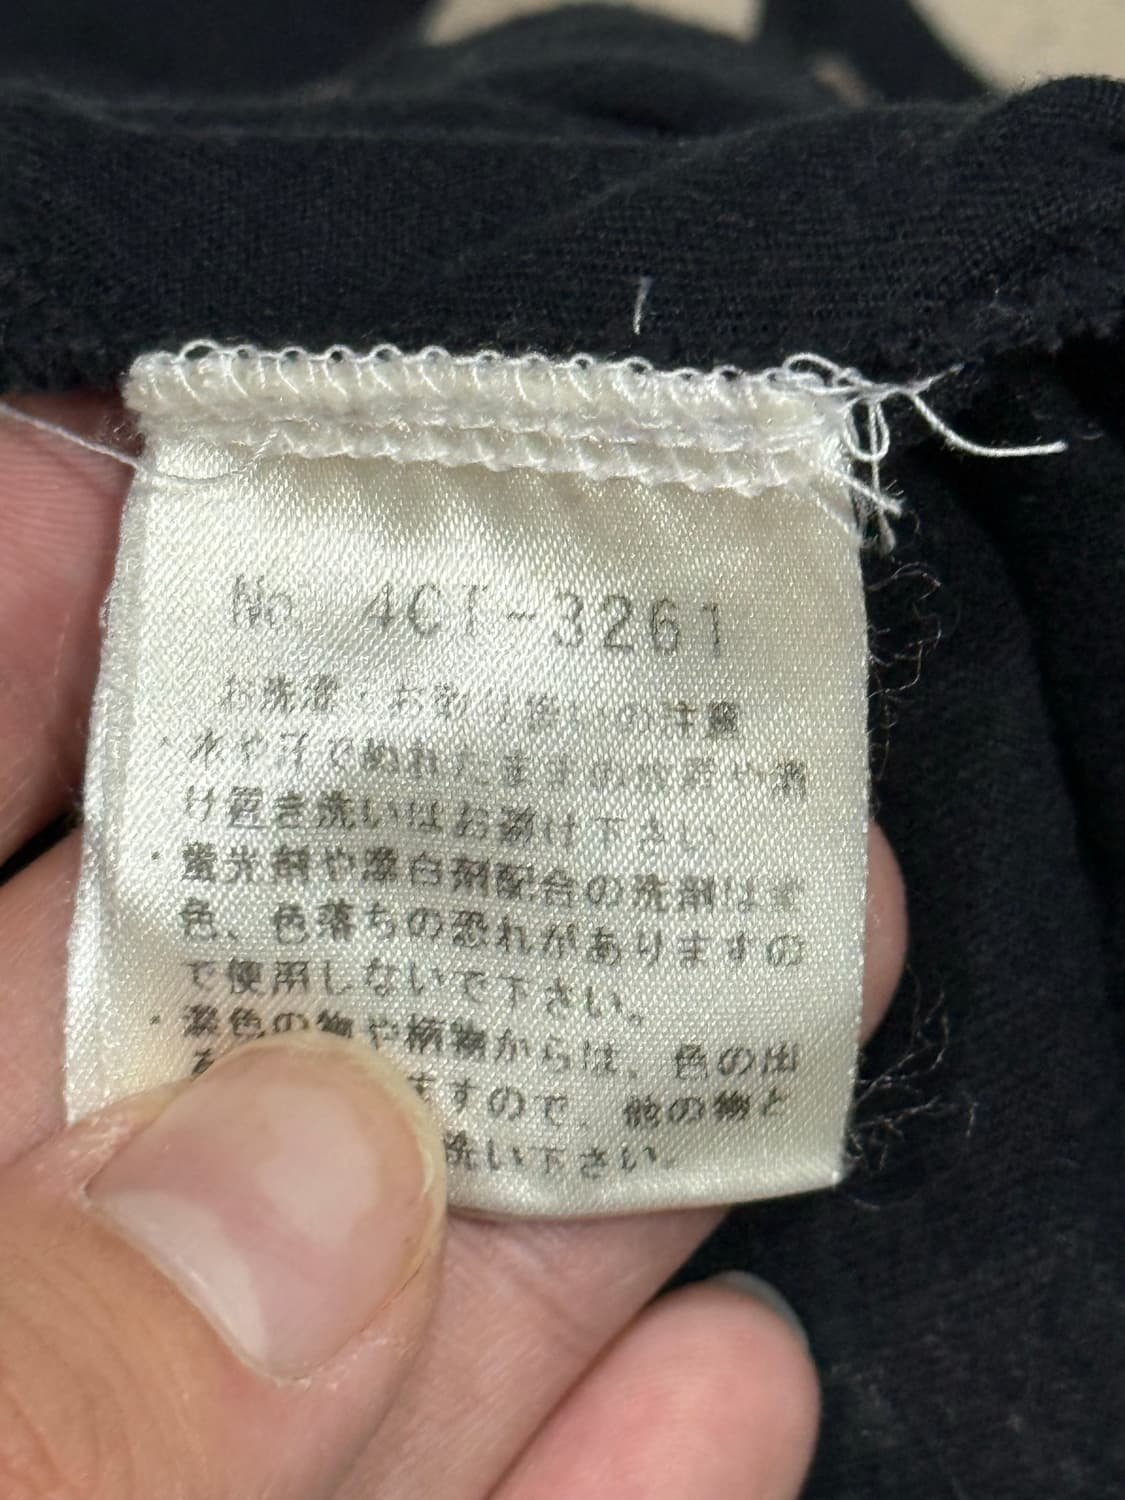 No. 4CT-3261
お洗濯・お取り扱いの注意
・水や汗でぬれたままの放置や漬
け置き洗いはお避け下さい。
・蛍光剤や漂白剤配合の洗剤は変
色、色落ちの恐れがありますの
で使用しないで下さい。
・濃色の物や柄物からは、色の出
ますので、他の物と
洗い下さい。